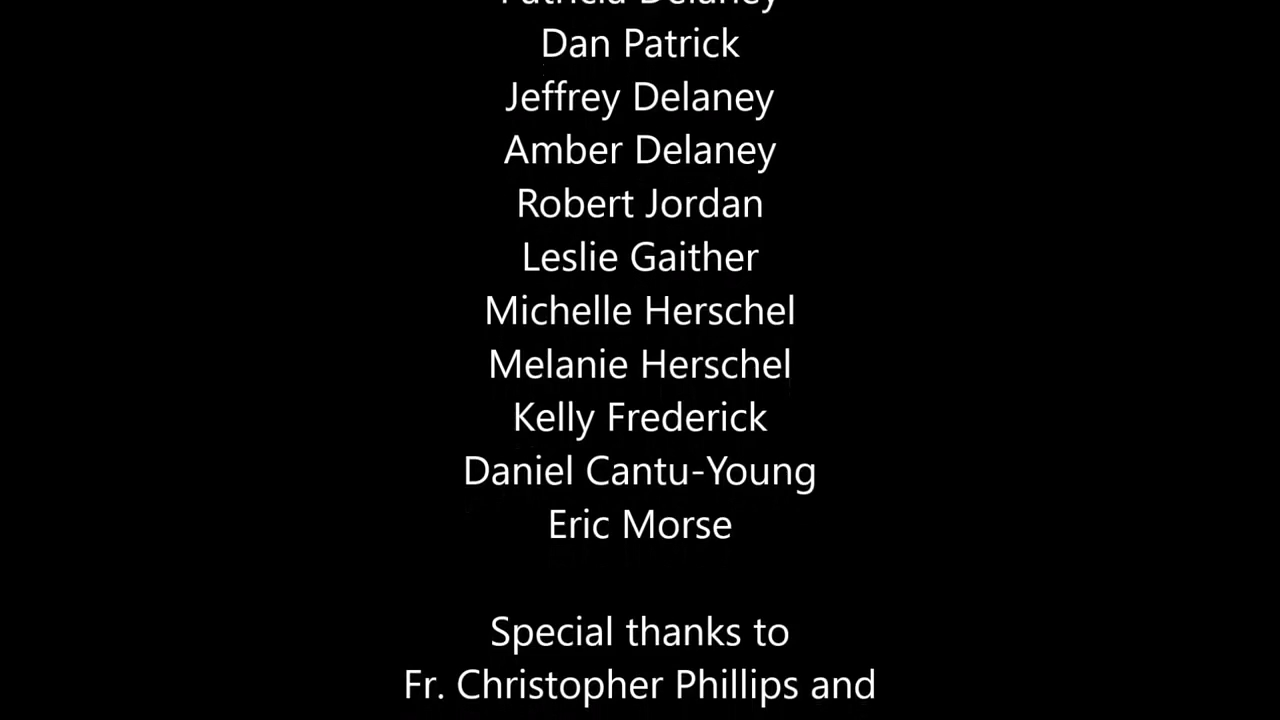 Patricia Delaney
Dan Patrick
Jeffrey Delaney
Amber Delaney
Robert Jordan
Leslie Gaither
Michelle Herschel
Melanie Herschel
Kelly Frederick
Daniel Cantu-Young
Eric Morse
Special thanks to
Fr. Christopher Phillips and